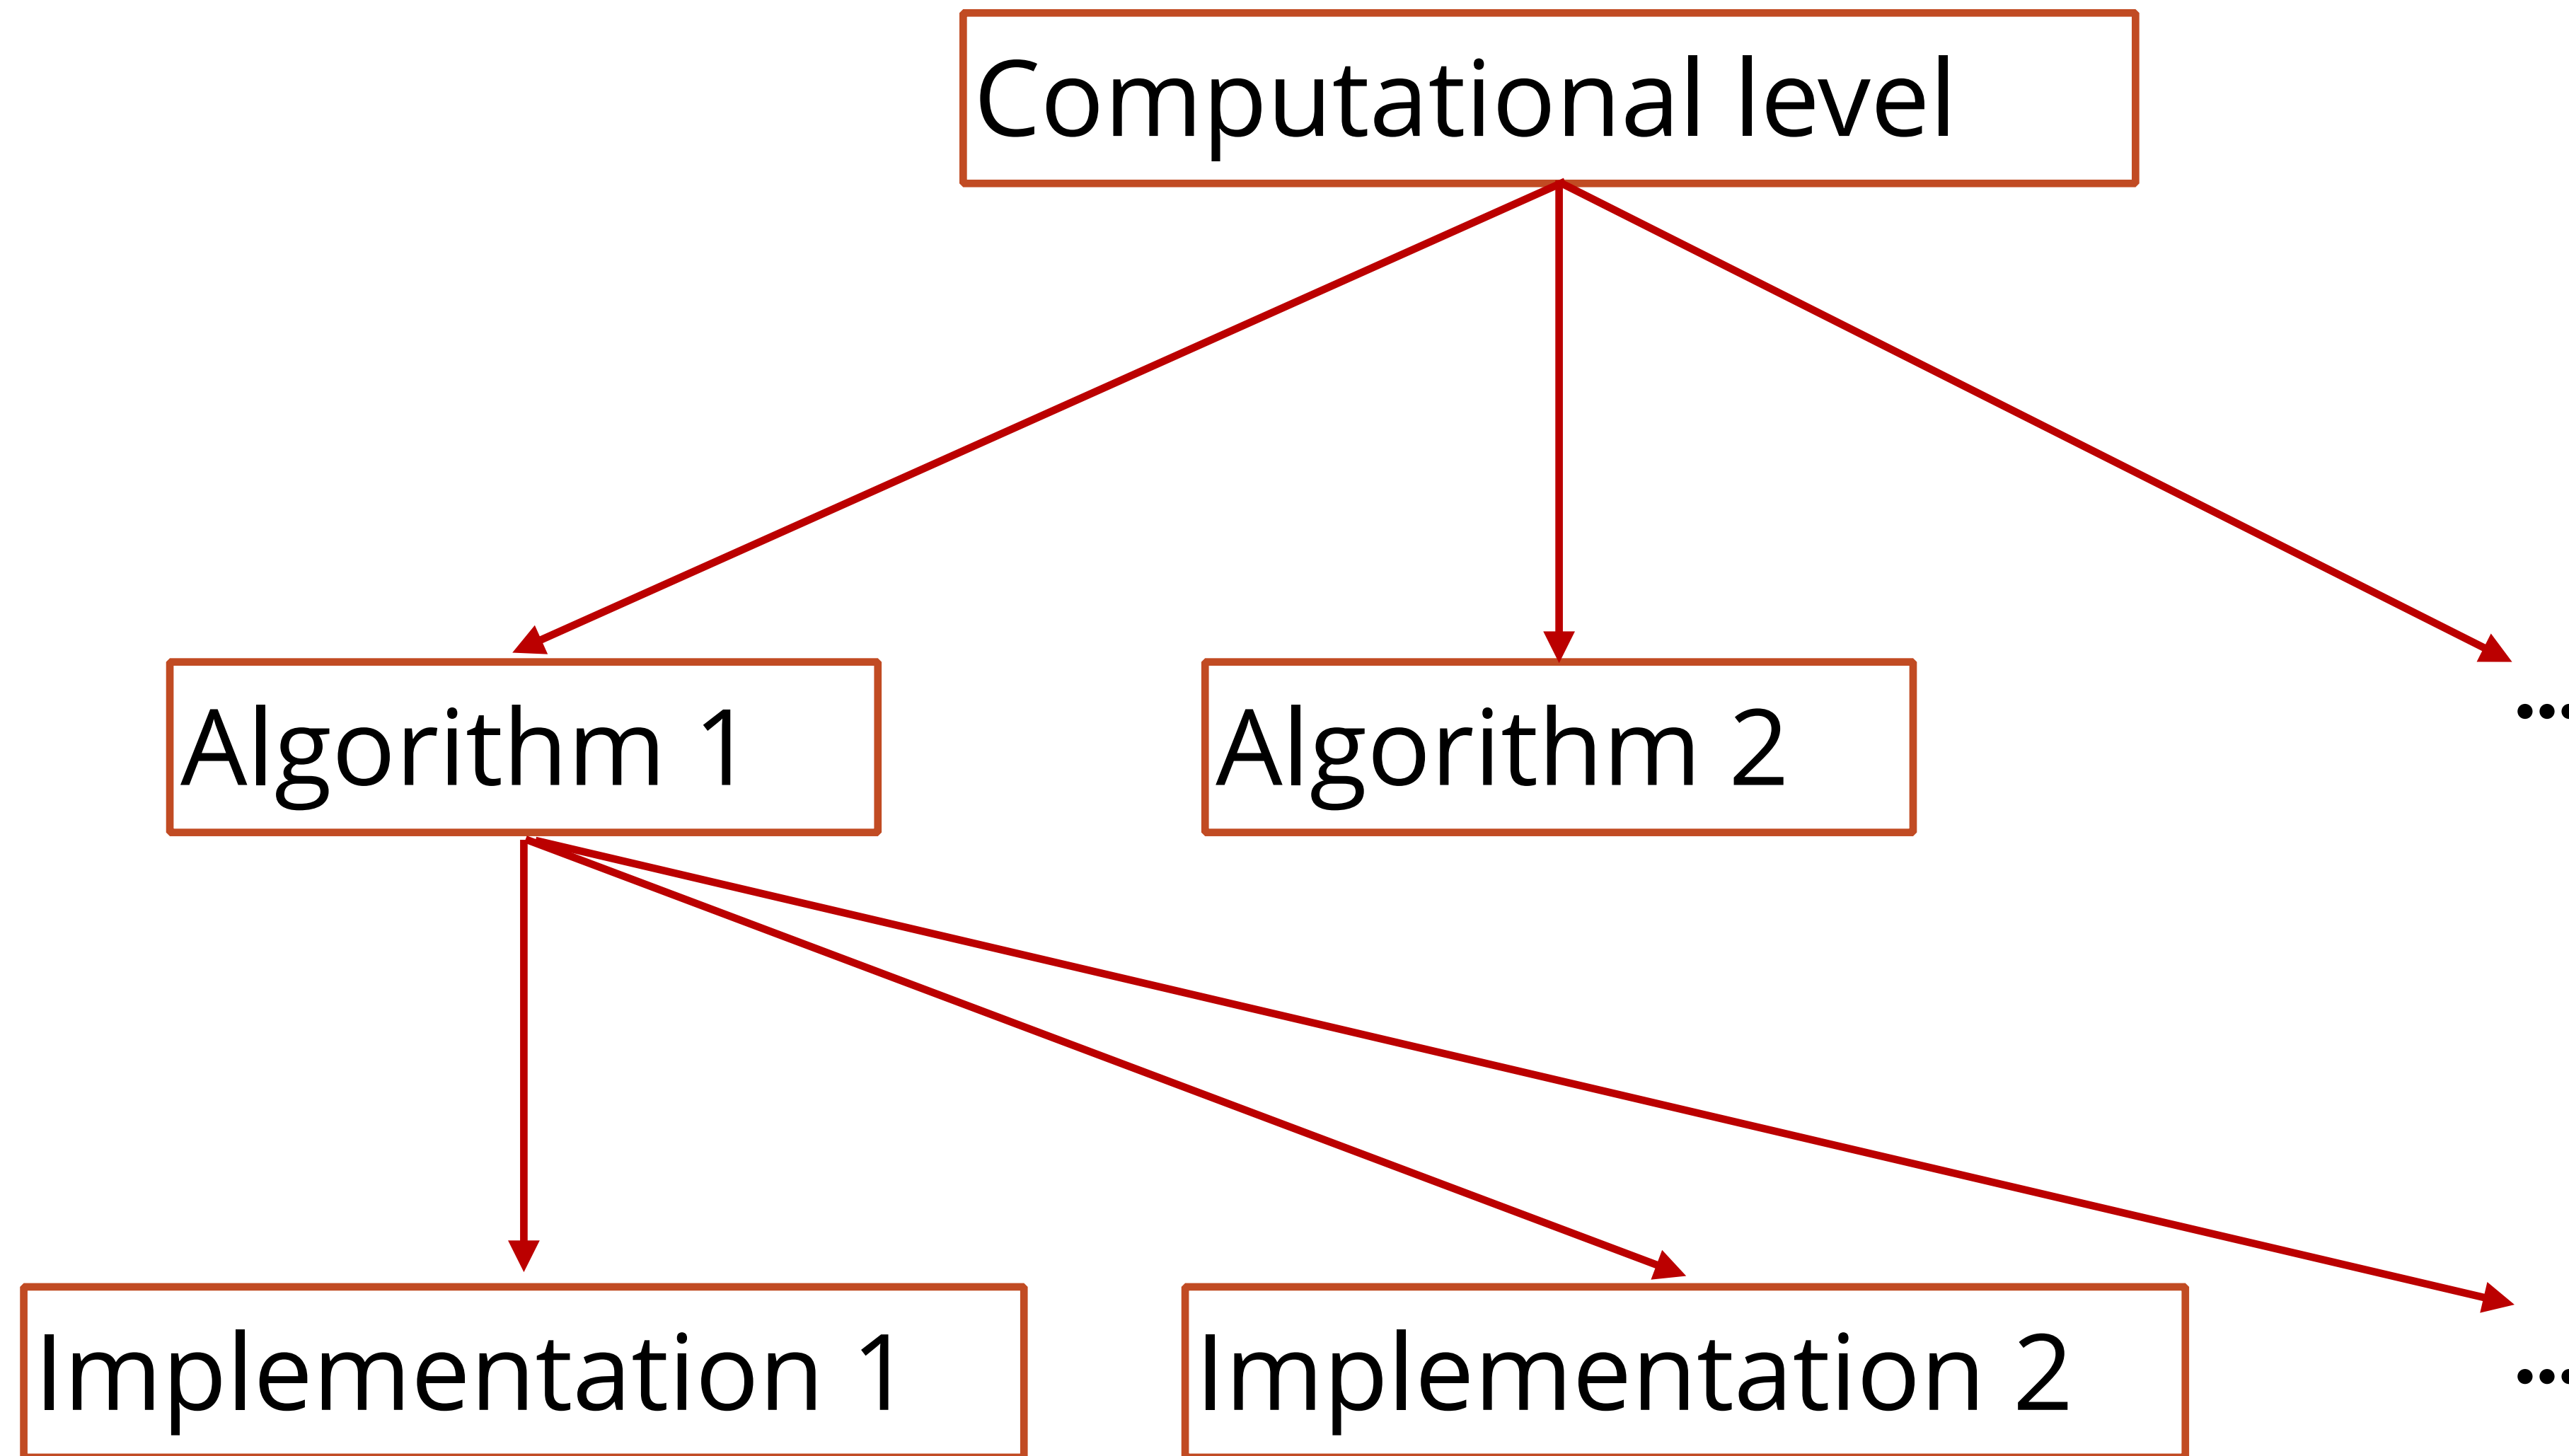 Computational level
Algorithm 1
Algorithm 2
...
Implementation 1
Implementation 2
...